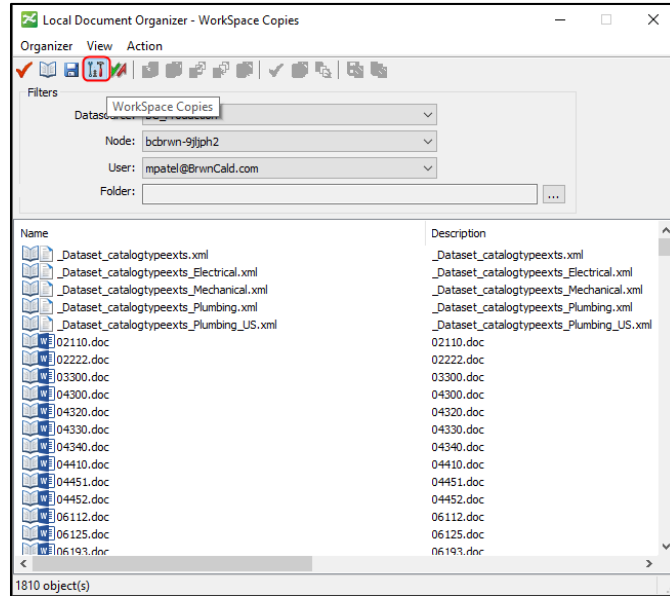 Local Document Organizer - WorkSpace Copies
Organizer View Action
Filters
WorkSpace Copies
Node: bcbrwn-9jljph2
User: mpatel@BrwnCald.com
Folder:
...
Name Description
_Dataset_catalogtypeexts.xml _Dataset_catalogtypeexts.xml
_Dataset_catalogtypeexts_Electrical.xml _Dataset_catalogtypeexts_Electrical.xml
_Dataset_catalogtypeexts_Mechanical.xml _Dataset_catalogtypeexts_Mechanical.xml
_Dataset_catalogtypeexts_Plumbing.xml _Dataset_catalogtypeexts_Plumbing.xml
_Dataset_catalogtypeexts_Plumbing_US.xml _Dataset_catalogtypeexts_Plumbing_US.xml
02110.doc 02110.doc
02222.doc 02222.doc
03300.doc 03300.doc
04300.doc 04300.doc
04320.doc 04320.doc
04330.doc 04330.doc
04340.doc 04340.doc
04410.doc 04410.doc
04451.doc 04451.doc
04452.doc 04452.doc
06112.doc 06112.doc
06125.doc 06125.doc
06193.doc 06193.doc
1810 object(s)